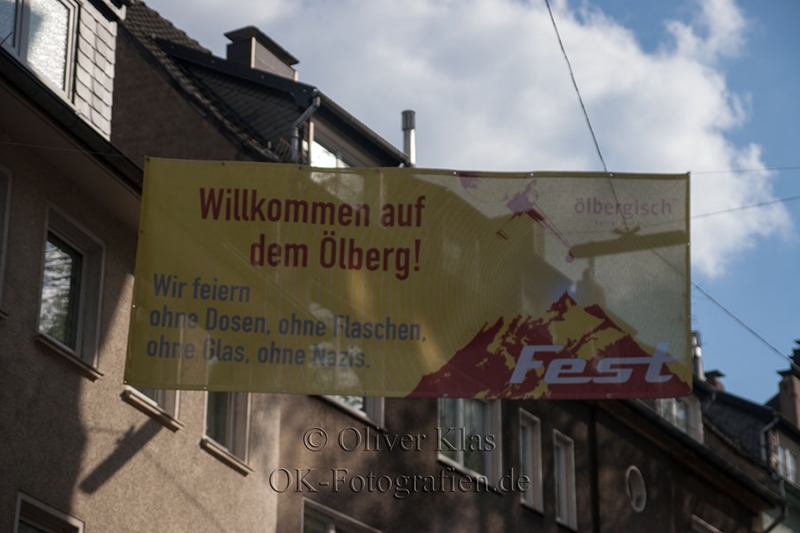 Willkommen auf
dem Ölberg!
Wir feiern
ohne Dosen, ohne Flaschen,
ohne Glas, ohne Nazis.
ölbergisch
Fest
© Oliver Klas
OK-Fotografien.de